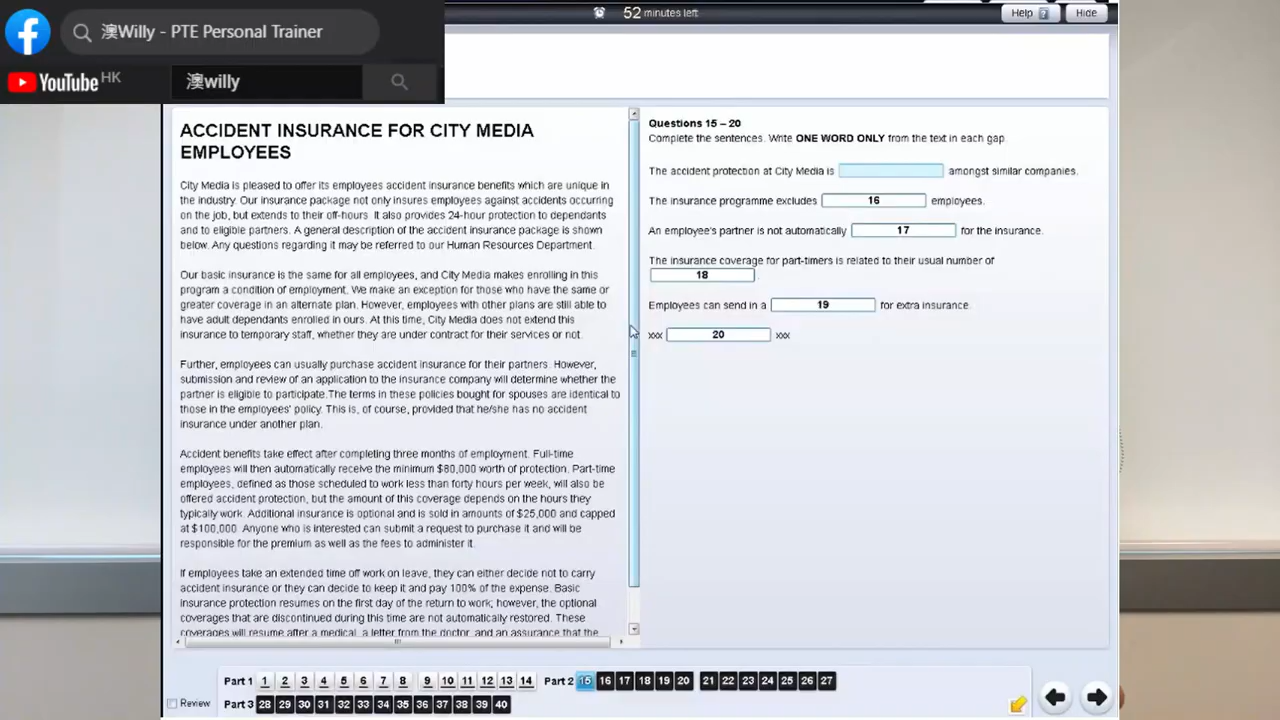 澳Willy - PTE Personal Trainer
YouTube HK
澳willy
52 minutes left
Help ?
Hide
ACCIDENT INSURANCE FOR CITY MEDIA
EMPLOYEES
City Media is pleased to offer its employees accident insurance benefits which are unique in
the industry. Our insurance package not only insures employees against accidents occurring
on the job, but extends to their off-hours. It also provides 24-hour protection to dependants
and to eligible partners. A general description of the accident insurance package is shown
below. Any questions regarding it may be referred to our Human Resources Department.
Our basic insurance is the same for all employees, and City Media makes enrolling in this
program a condition of employment. We make an exception for those who have the same or
greater coverage in an alternate plan. However, employees with other plans are still able to
have adult dependants enrolled in ours. At this time, City Media does not extend this
insurance to temporary staff, whether they are under contract for their services or not.
Further, employees can usually purchase accident insurance for their partners. However,
submission and review of an application to the insurance company will determine whether the
partner is eligible to participate.The terms in these policies bought for spouses are identical to
those in the employees' policy. This is, of course, provided that he/she has no accident
insurance under another plan.
Accident benefits take effect after completing three months of employment. Full-time
employees will then automatically receive the minimum $80,000 worth of protection. Part-time
employees, defined as those scheduled to work less than forty hours per week, will also be
offered accident protection, but the amount of this coverage depends on the hours they
typically work. Additional insurance is optional and is sold in amounts of $25,000 and capped
at $100,000. Anyone who is interested can submit a request to purchase it and will be
responsible for the premium as well as the fees to administer it.
If employees take an extended time off work on leave, they can either decide not to carry
accident insurance or they can decide to keep it and pay 100% of the expense. Basic
insurance protection resumes on the first day of the return to work; however, the optional
coverages that are discontinued during this time are not automatically restored. These
coverages will resume after a medical, a letter from the doctor, and an assurance that the
Questions 15 – 20
Complete the sentences. Write ONE WORD ONLY from the text in each gap
The accident protection at City Media is amongst similar companies.
The insurance programme excludes 16 employees.
An employee's partner is not automatically 17 for the insurance.
The insurance coverage for part-timers is related to their usual number of
18 .
Employees can send in a 19 for extra insurance.
xxx 20 xxx
Part 1 1 2 3 4 5 6 7 8 9 10 11 12 13 14 Part 2 15 16 17 18 19 20 21 22 23 24 25 26 27
Review Part 3 28 29 30 31 32 33 34 35 36 37 38 39 40